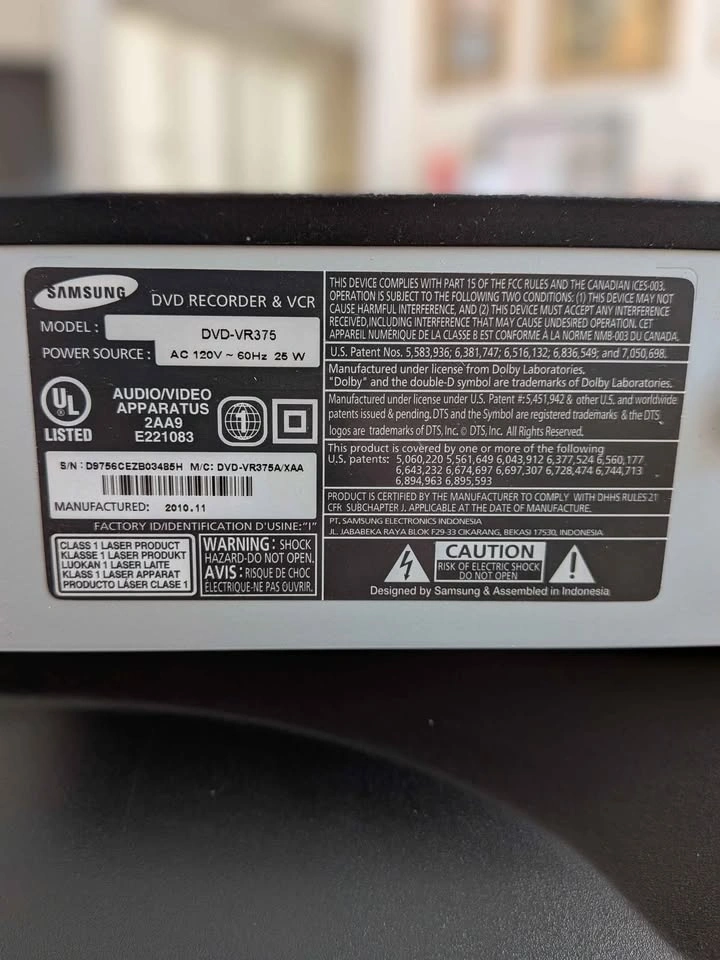 SAMSUNG
DVD RECORDER & VCR
MODEL :
DVD-VR375
POWER SOURCE :
AC 120V ~ 60Hz 25 W
UL
LISTED
AUDIO/VIDEO
APPARATUS
2AA9
E221083
S/N : D9756CEZB03485H M/C: DVD-VR375A/XAA
MANUFACTURED: 2010.11
FACTORY ID/IDENTIFICATION D'USINE:"I"
CLASS 1 LASER PRODUCT
KLASSE 1 LASER PRODUKT
LUOKAN 1 LASER LAITE
KLASS 1 LASER APPARAT
PRODUCTO LÁSER CLASE 1
WARNING: SHOCK
HAZARD-DO NOT OPEN.
AVIS : RISQUE DE CHOC
ÉLECTRIQUE-NE PAS OUVRIR.
THIS DEVICE COMPLIES WITH PART 15 OF THE FCC RULES AND THE CANADIAN ICES-003.
OPERATION IS SUBJECT TO THE FOLLOWING TWO CONDITIONS: (1) THIS DEVICE MAY NOT
CAUSE HARMFUL INTERFERENCE, AND (2) THIS DEVICE MUST ACCEPT ANY INTERFERENCE
RECEIVED,INCLUDING INTERFERENCE THAT MAY CAUSE UNDESIRED OPERATION. CET
APPAREIL NUMERIQUE DE LA CLASSE B EST CONFORME A LA NORME NMB-003 DU CANADA.
U.S. Patent Nos. 5,583,936; 6,381,747; 6,516,132; 6,836,549; and 7,050,698.
Manufactured under license from Dolby Laboratories.
"Dolby" and the double-D symbol are trademarks of Dolby Laboratories.
Manufactured under license under U.S. Patent #:5,451,942 & other U.S. and worldwide
patents issued & pending. DTS and the Symbol are registered trademarks & the DTS
logos are trademarks of DTS, Inc. © DTS, Inc. All Rights Reserved.
This product is covered by one or more of the following
U.S. patents: 5,060,220 5,561,649 6,043,912 6,377,524 6,560,177
6,643,232 6,674,697 6,697,307 6,728,474 6,744,713
6,894,963 6,895,593
PRODUCT IS CERTIFIED BY THE MANUFACTURER TO COMPLY WITH DHHS RULES 21
CFR SUBCHAPTER J. APPLICABLE AT THE DATE OF MANUFACTURE.
PT. SAMSUNG ELECTRONICS INDONESIA
JL. JABABEKA RAYA BLOK F29-33 CIKARANG, BEKASI 17530, INDONESIA
CAUTION
RISK OF ELECTRIC SHOCK
DO NOT OPEN
Designed by Samsung & Assembled in Indonesia